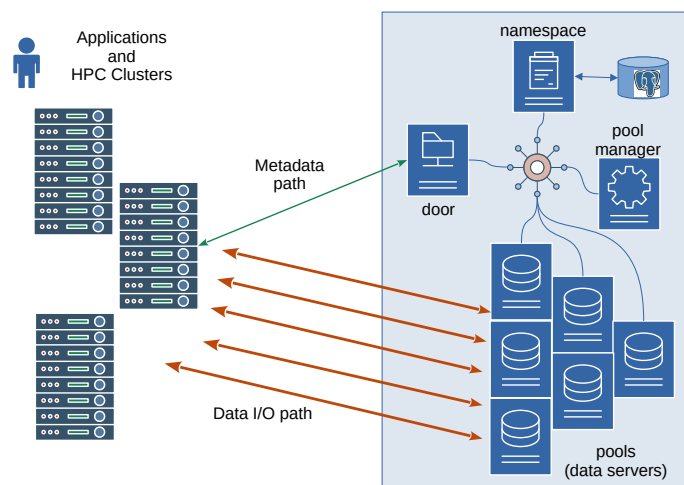 Applications
and
HPC Clusters
namespace
pool
manager
door
Metadata
path
Data I/O path
pools
(data servers)